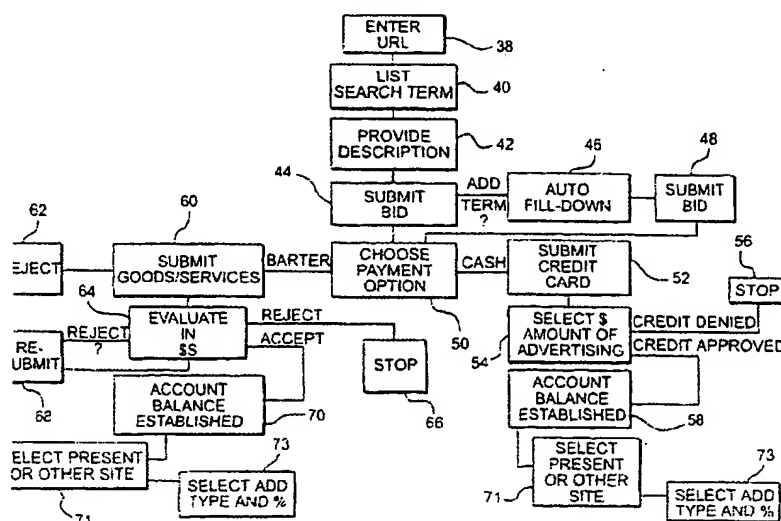 ENTER
URL
38
LIST
SEARCH TERM
40
PROVIDE
DESCRIPTION
42
44
SUBMIT
BID
ADD
TERM
?
46
AUTO
FILL-DOWN
48
SUBMIT
BID
62
EJECT
60
SUBMIT
GOODS/SERVICES
BARTER
CHOOSE
PAYMENT
OPTION
50
CASH
SUBMIT
CREDIT
CARD
52
56
STOP
64
EVALUATE
IN
$S
REJECT
ACCEPT
REJECT
?
RE-
SUBMIT
68
STOP
66
SELECT $
AMOUNT OF
ADVERTISING
54
CREDIT DENIED
CREDIT APPROVED
ACCOUNT
BALANCE
ESTABLISHED
70
ACCOUNT
BALANCE
ESTABLISHED
58
ELECT PRESENT
OR OTHER SITE
71
73
SELECT ADD
TYPE AND %
SELECT
PRESENT
OR OTHER
SITE
71
73
SELECT ADD
TYPE AND %